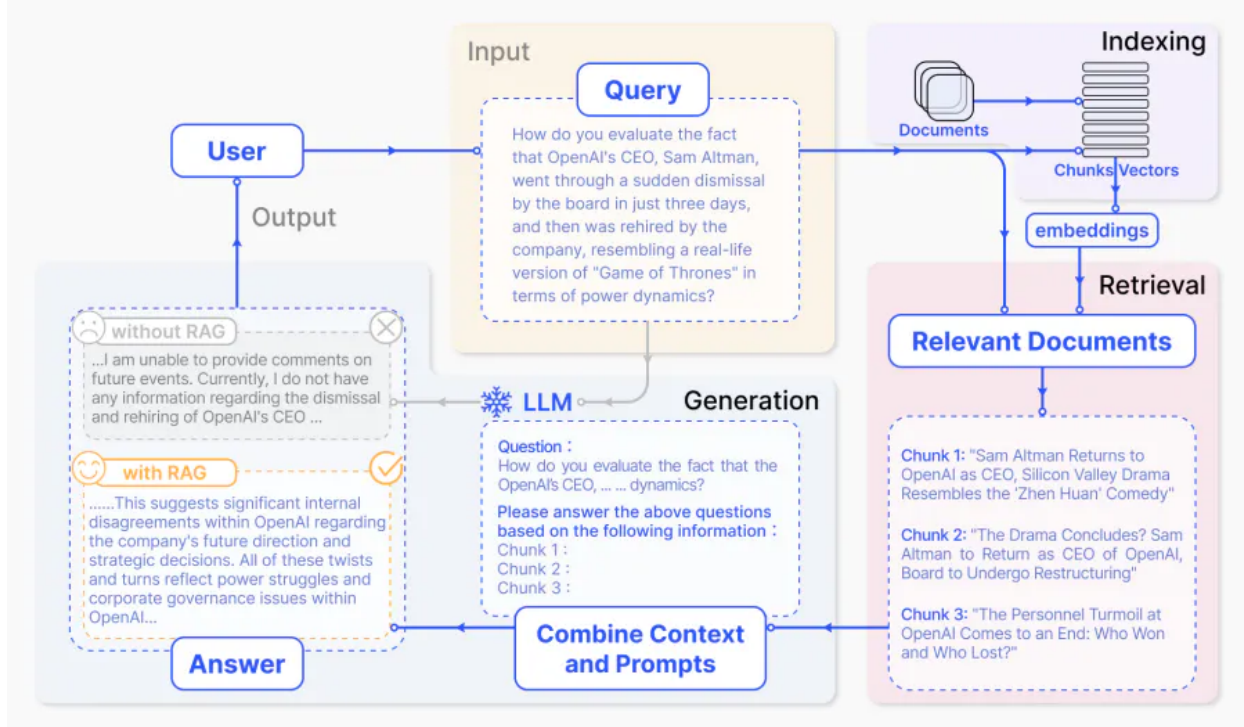 Input
Query
How do you evaluate the fact
that OpenAI's CEO, Sam Altman,
went through a sudden dismissal
by the board in just three days,
and then was rehired by the
company, resembling a real-life
version of "Game of Thrones" in
terms of power dynamics?
Indexing
Documents
Chunks Vectors
embeddings
User
Output
Retrieval
Relevant Documents
Chunk 1: "Sam Altman Returns to
OpenAI as CEO, Silicon Valley Drama
Resembles the 'Zhen Huan' Comedy"
Chunk 2: "The Drama Concludes? Sam
Altman to Return as CEO of OpenAI,
Board to Undergo Restructuring"
Chunk 3: "The Personnel Turmoil at
OpenAI Comes to an End: Who Won
and Who Lost?"
LLM
Generation
Question :
How do you evaluate the fact that the
OpenAI's CEO, ... ... dynamics?
Please answer the above questions
based on the following information :
Chunk 1 :
Chunk 2 :
Chunk 3 :
Combine Context
and Prompts
without RAG
...I am unable to provide comments on
future events. Currently, I do not have
any information regarding the dismissal
and rehiring of OpenAI's CEO ...
with RAG
......This suggests significant internal
disagreements within OpenAI regarding
the company's future direction and
strategic decisions. All of these twists
and turns reflect power struggles and
corporate governance issues within
OpenAI...
Answer